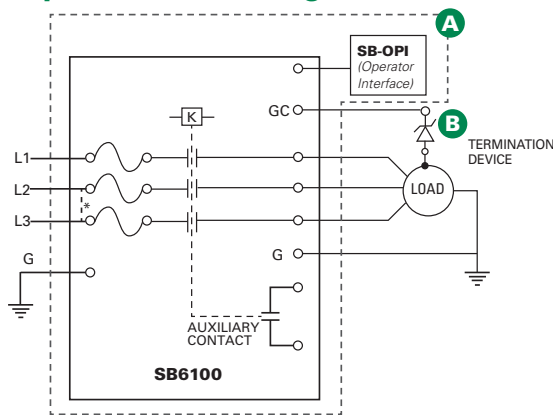 A
SB-OPI
(Operator
Interface)
GC
B
K
TERMINATION
DEVICE
L1
L2
LOAD
*
L3
G
G
AUXILIARY
CONTACT
SB6100